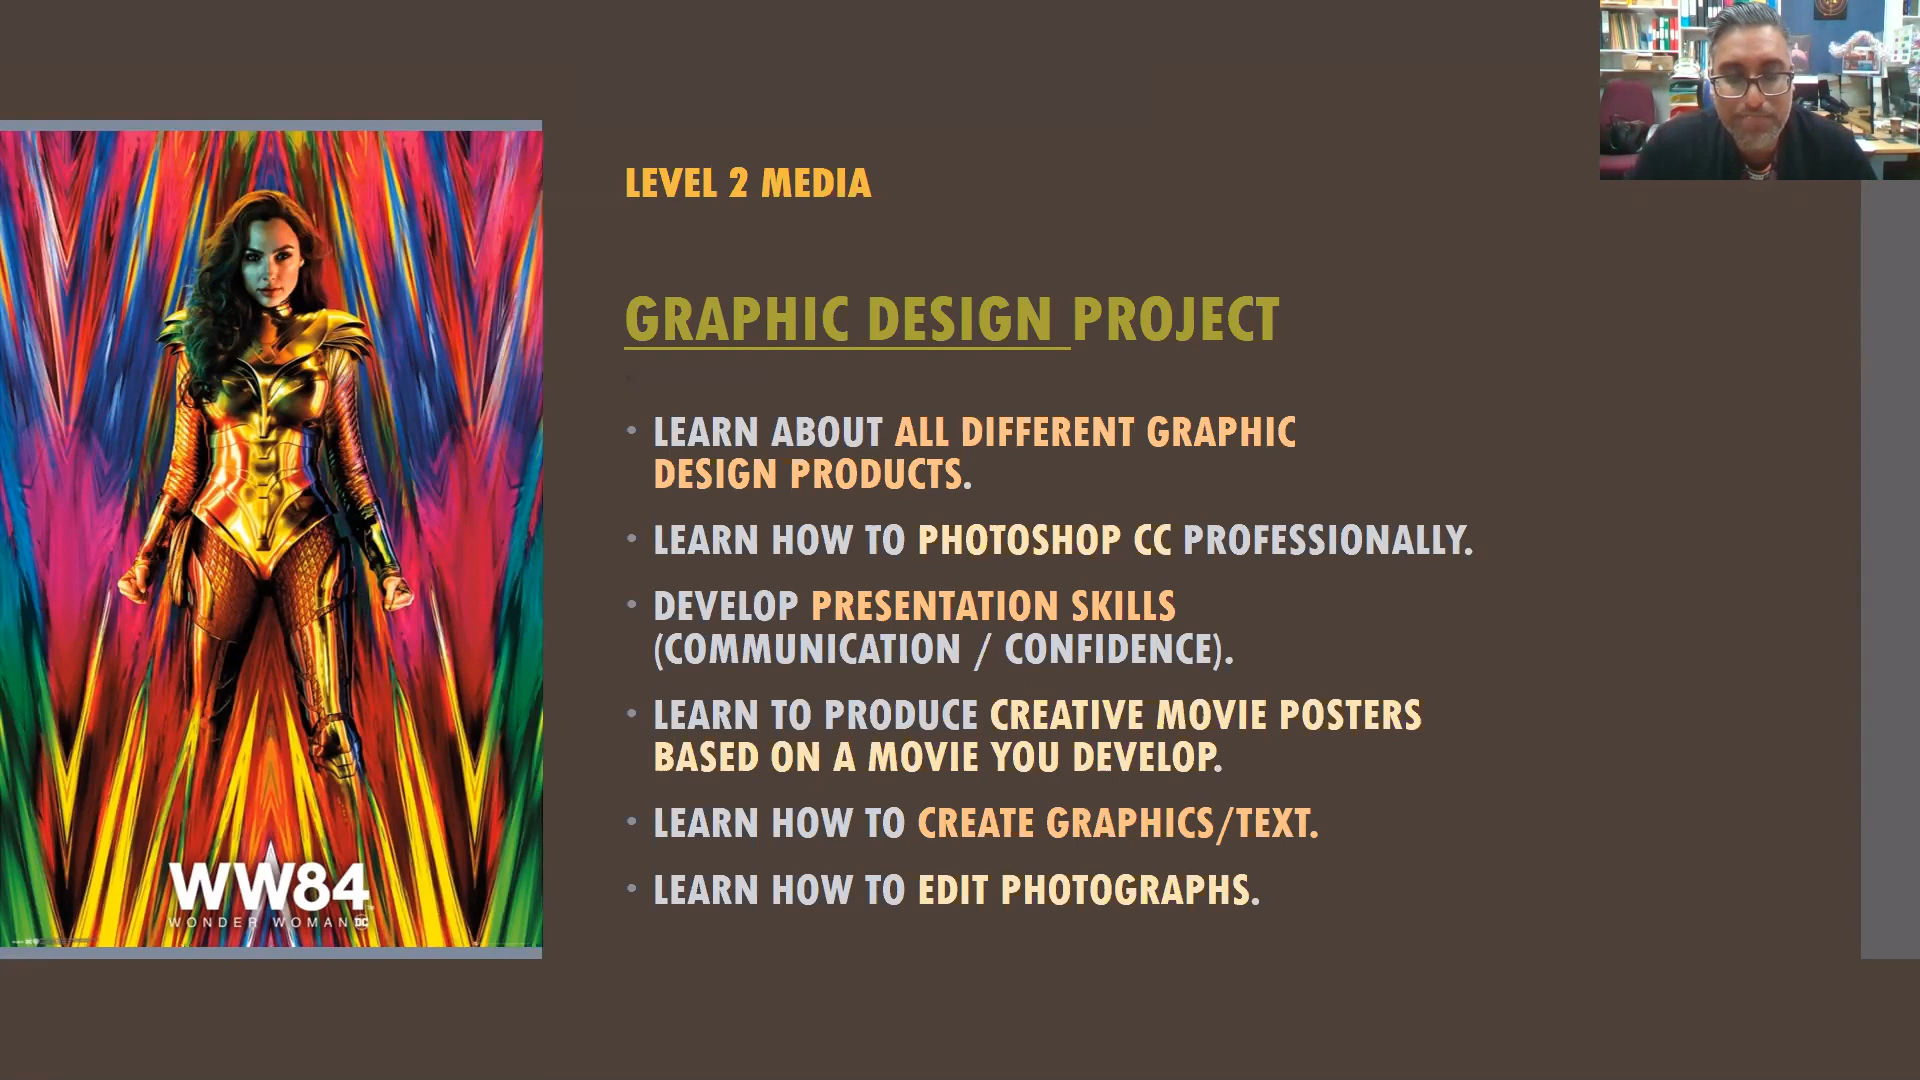 LEVEL 2 MEDIA
GRAPHIC DESIGN PROJECT
• LEARN ABOUT ALL DIFFERENT GRAPHIC
DESIGN PRODUCTS.
• LEARN HOW TO PHOTOSHOP CC PROFESSIONALLY.
• DEVELOP PRESENTATION SKILLS
(COMMUNICATION / CONFIDENCE).
• LEARN TO PRODUCE CREATIVE MOVIE POSTERS
BASED ON A MOVIE YOU DEVELOP.
• LEARN HOW TO CREATE GRAPHICS/TEXT.
• LEARN HOW TO EDIT PHOTOGRAPHS.
WW84
WONDER WOMAN DC